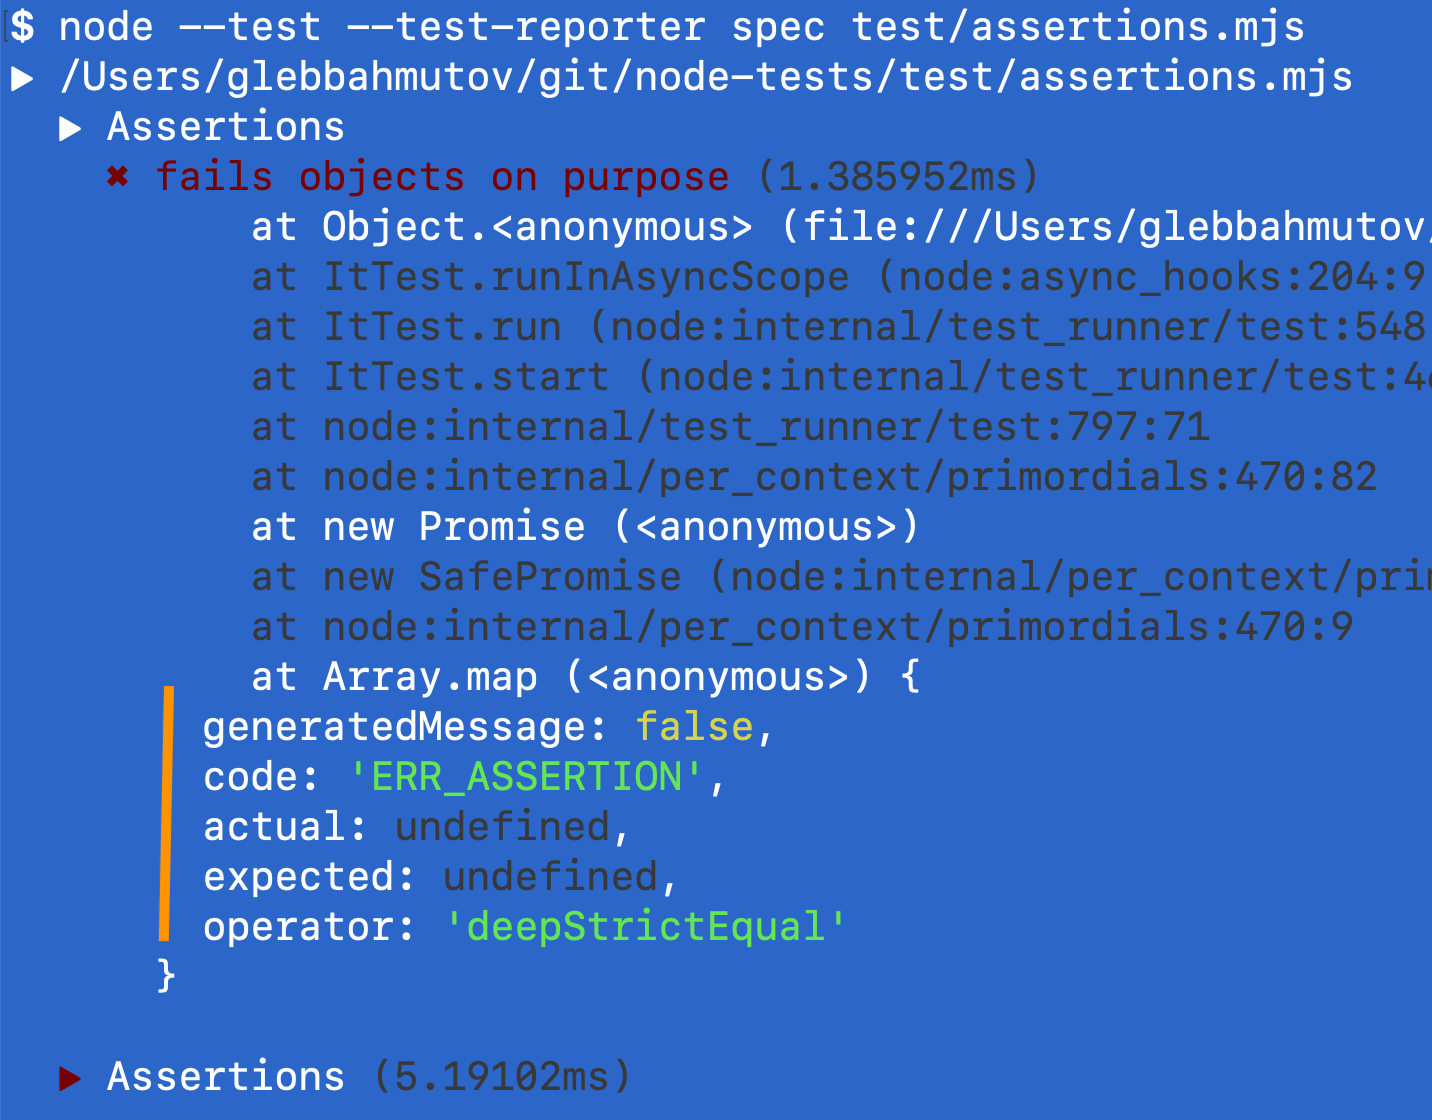 $ node --test --test-reporter spec test/assertions.mjs
▶ /Users/glebbahmutov/git/node-tests/test/assertions.mjs
▶ Assertions
✖ fails objects on purpose (1.385952ms)
at Object.<anonymous> (file:///Users/glebbahmutov/
at ItTest.runInAsyncScope (node:async_hooks:204:9
at ItTest.run (node:internal/test_runner/test:548
at ItTest.start (node:internal/test_runner/test:46
at node:internal/test_runner/test:797:71
at node:internal/per_context/primordials:470:82
at new Promise (<anonymous>)
at new SafePromise (node:internal/per_context/prim
at node:internal/per_context/primordials:470:9
at Array.map (<anonymous>) {
generatedMessage: false,
code: 'ERR_ASSERTION',
actual: undefined,
expected: undefined,
operator: 'deepStrictEqual'
}
▶ Assertions (5.19102ms)